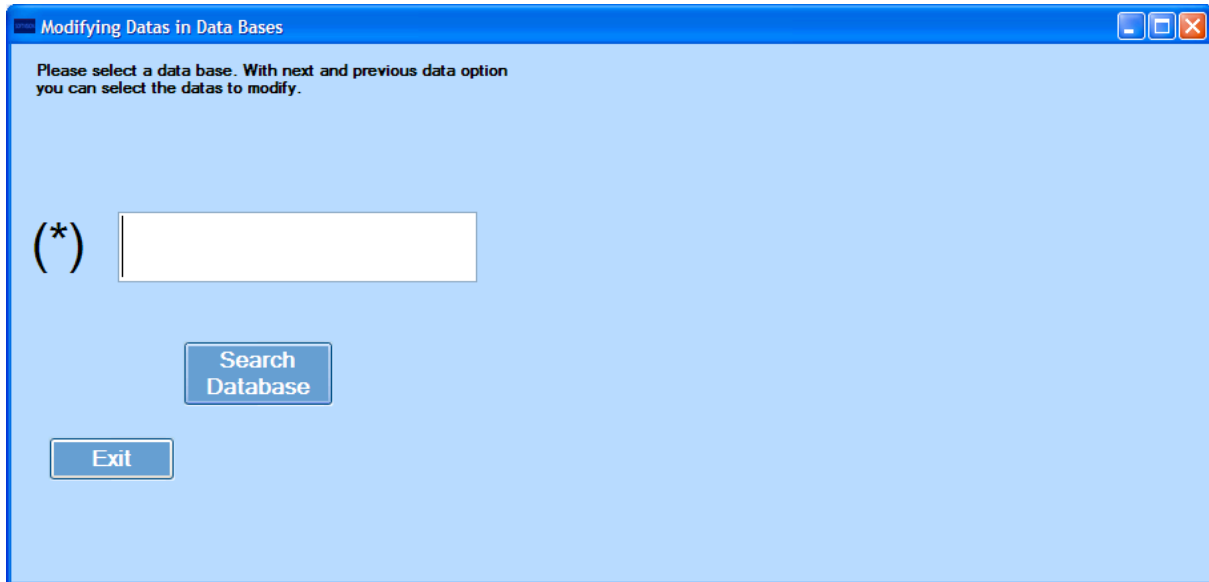 Modifying Datas in Data Bases
Please select a data base. With next and previous data option
you can select the datas to modify.
(*)
Search
Database
Exit